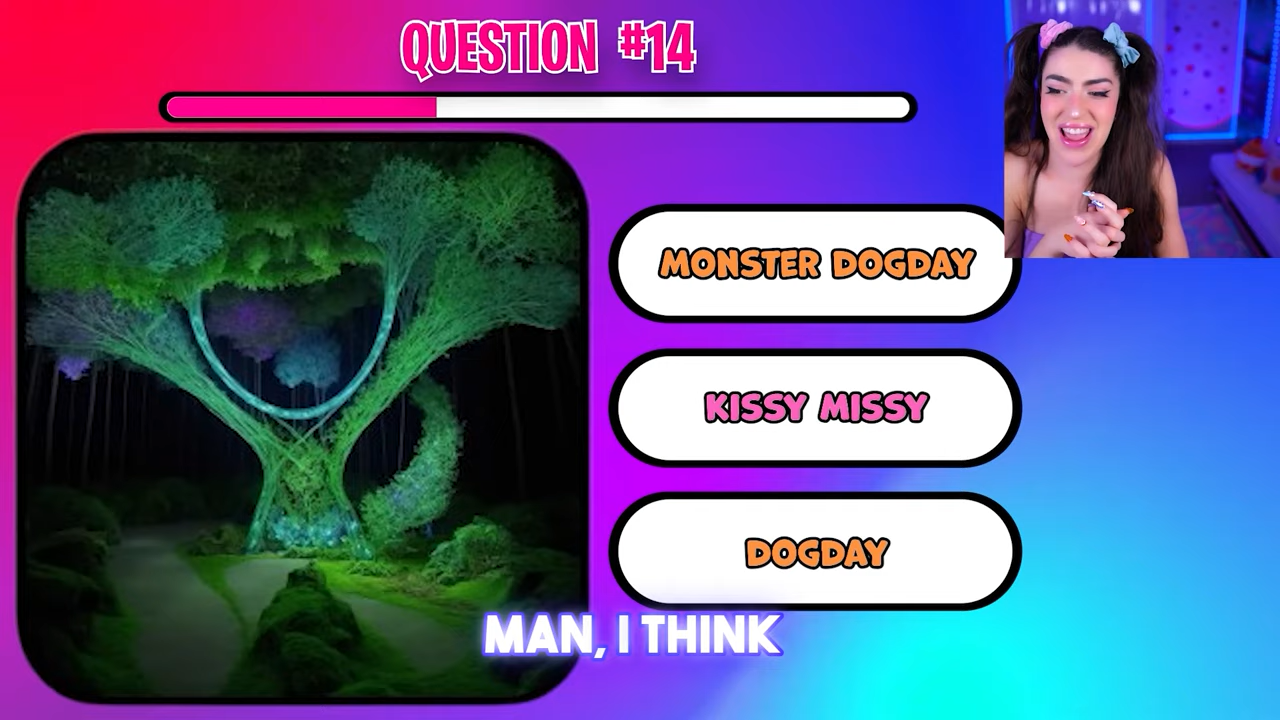 QUESTION #14
MONSTER DOGDAY
KISSY MISSY
DOGDAY
MAN, I THINK